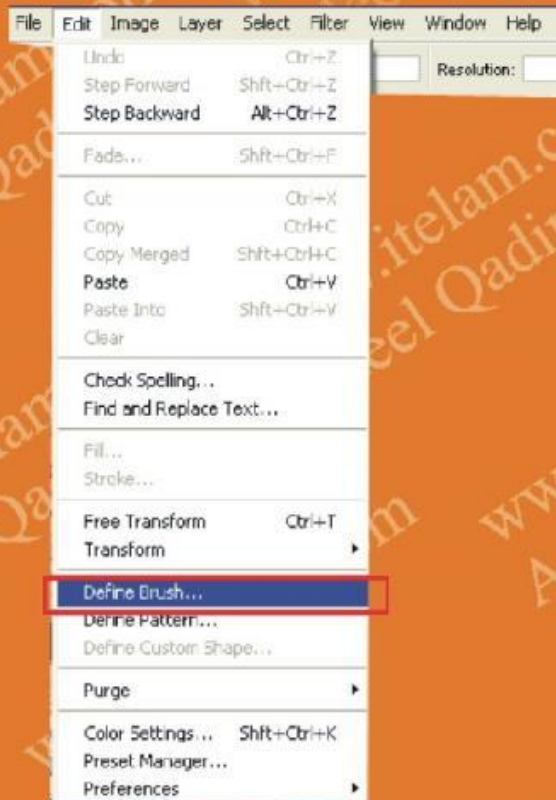 File Edit Image Layer Select Filter View Window Help
Resolution:
Undo Ctrl+Z
Step Forward Shft+Ctrl+Z
Step Backward Alt+Ctrl+Z
Fade... Shft+Ctrl+F
Cut Ctrl+X
Copy Ctrl+C
Copy Merged Shft+Ctrl+C
Paste Ctrl+V
Paste Into Shft+Ctrl+V
Clear
Check Spelling...
Find and Replace Text...
Fill...
Stroke...
Free Transform Ctrl+T
Transform
Define Brush...
Define Pattern...
Define Custom Shape...
Purge
Color Settings... Shft+Ctrl+K
Preset Manager...
Preferences